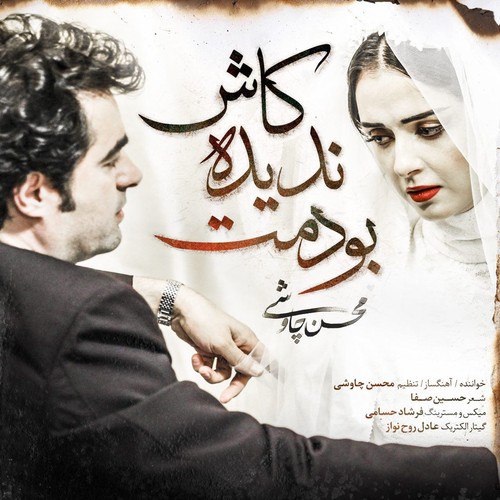 کاش
ندیده
بودمت
محسن چاوشی
خواننده / آهنگساز / تنظیم محسن چاوشی
شعر حسین صفا
میکس و مسترینگ فرشاد حسامی
گیتار الکتریک عادل روح نواز